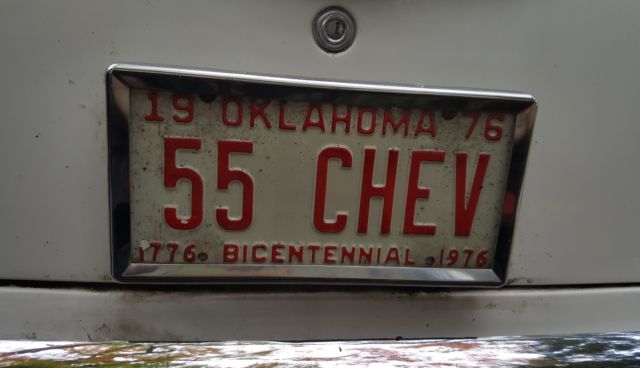 19 OKLAHOMA 76
55 CHEV
1776 BICENTENNIAL 1976